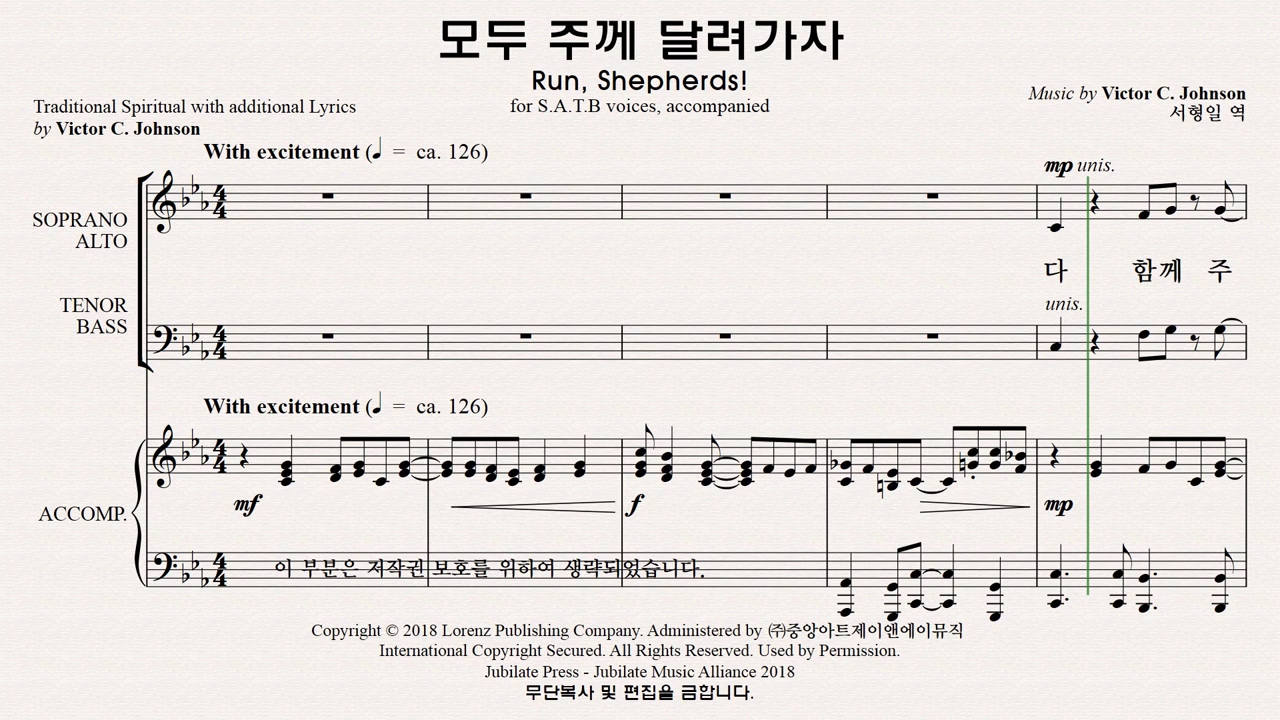 모두 주께 달려가자
Run, Shepherds!
for S.A.T.B voices, accompanied
Traditional Spiritual with additional Lyrics
by Victor C. Johnson
Music by Victor C. Johnson
서형일 역
With excitement (♩ = ca. 126)
mp unis.
SOPRANO
ALTO
다 함께 주
unis.
TENOR
BASS
With excitement (♩ = ca. 126)
mf f mp
ACCOMP.
이 부분은 저작권 보호를 위하여 생략되었습니다.
Copyright © 2018 Lorenz Publishing Company. Administered by ㈜중앙아트제이앤에이뮤직
International Copyright Secured. All Rights Reserved. Used by Permission.
Jubilate Press - Jubilate Music Alliance 2018
무단복사 및 편집을 금합니다.